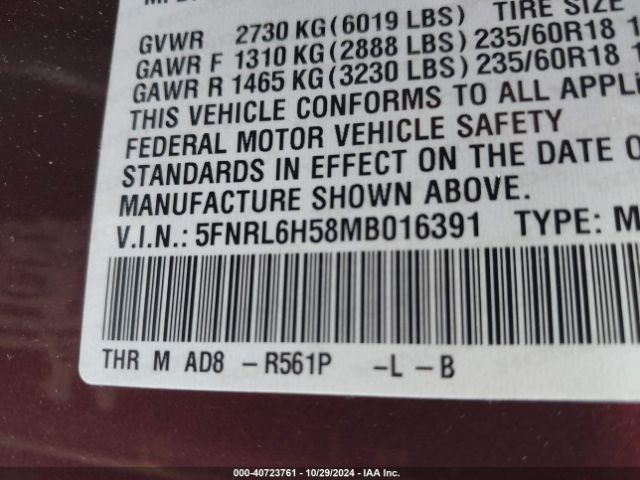 TIRE SIZE
GVWR 2730 KG (6019 LBS)
GAWR F 1310 KG (2888 LBS) 235/60R18
GAWR R 1465 KG (3230 LBS) 235/60R18
THIS VEHICLE CONFORMS TO ALL
FEDERAL MOTOR VEHICLE SAFETY
STANDARDS IN EFFECT ON THE DATE
MANUFACTURE SHOWN ABOVE.
V.I.N.: 5FNRL6H58MB016391 TYPE: M
THR M AD8 - R561P - L - B
000-40723761 - 10/29/2024 - IAA Inc.